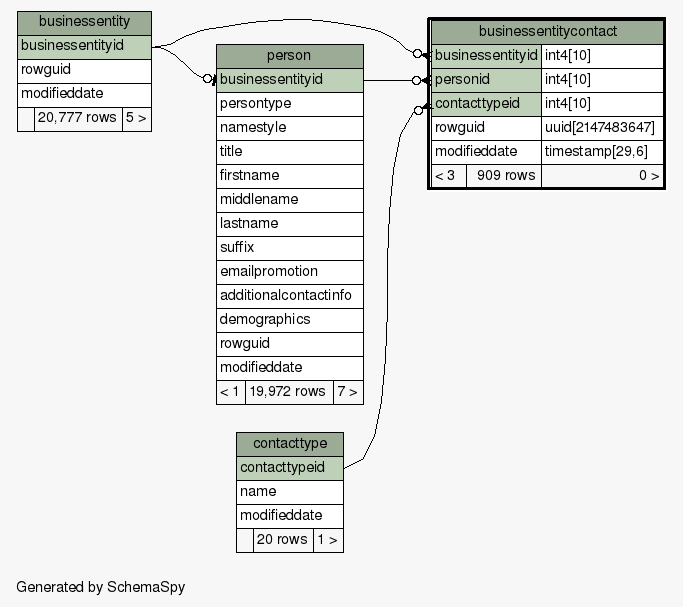 businessentity
businessentityid
rowguid
modifieddate
20,777 rows 5 >
person
businessentityid
persontype
namestyle
title
firstname
middlename
lastname
suffix
emailpromotion
additionalcontactinfo
demographics
rowguid
modifieddate
< 1 19,972 rows 7 >
businessentitycontact
businessentityid int4[10]
personid int4[10]
contacttypeid int4[10]
rowguid uuid[2147483647]
modifieddate timestamp[29,6]
< 3 909 rows 0 >
contacttype
contacttypeid
name
modifieddate
20 rows 1 >
Generated by SchemaSpy